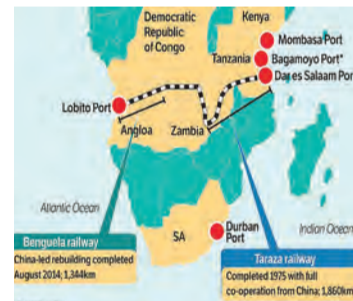 Democratic
Republic
of Congo
Kenya
Mombasa Port
Tanzania
Bagamoyo Port*
Dar es Salaam Port
Lobito Port
Angloa
Zambia
Atlantic Ocean
Indian Ocean
Benguela railway
China-led rebuilding completed
August 2014; 1,344km
SA
Durban
Port
Taraza railway
Completed 1975 with full
co-operation from China; 1,860km